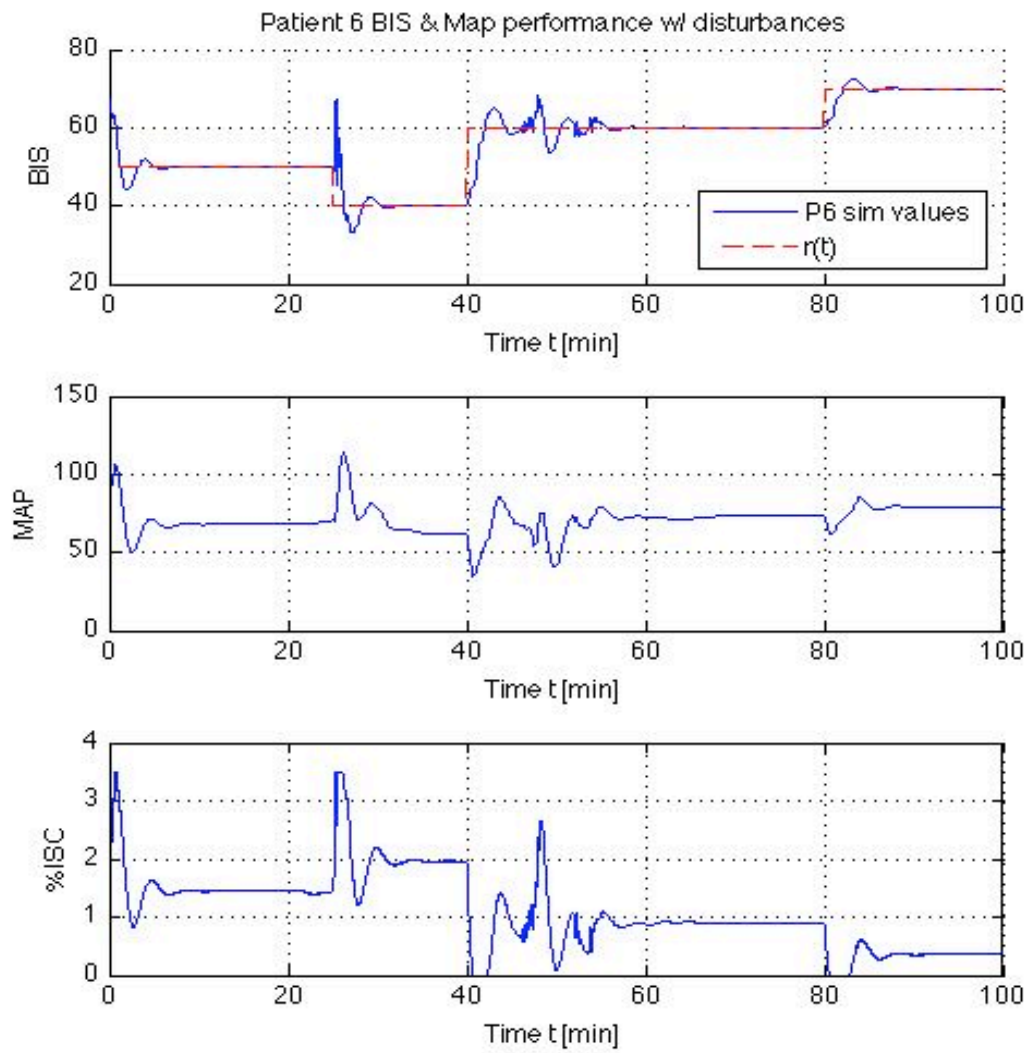 Patient 6 BIS & Map performance w/ disturbances
80
60
40
20
BIS
P6 sim values
r(t)
0 20 40 60 80 100
Time t [min]
150
100
50
0
MAP
0 20 40 60 80 100
Time t [min]
4
3
2
1
0
%ISC
0 20 40 60 80 100
Time t [min]